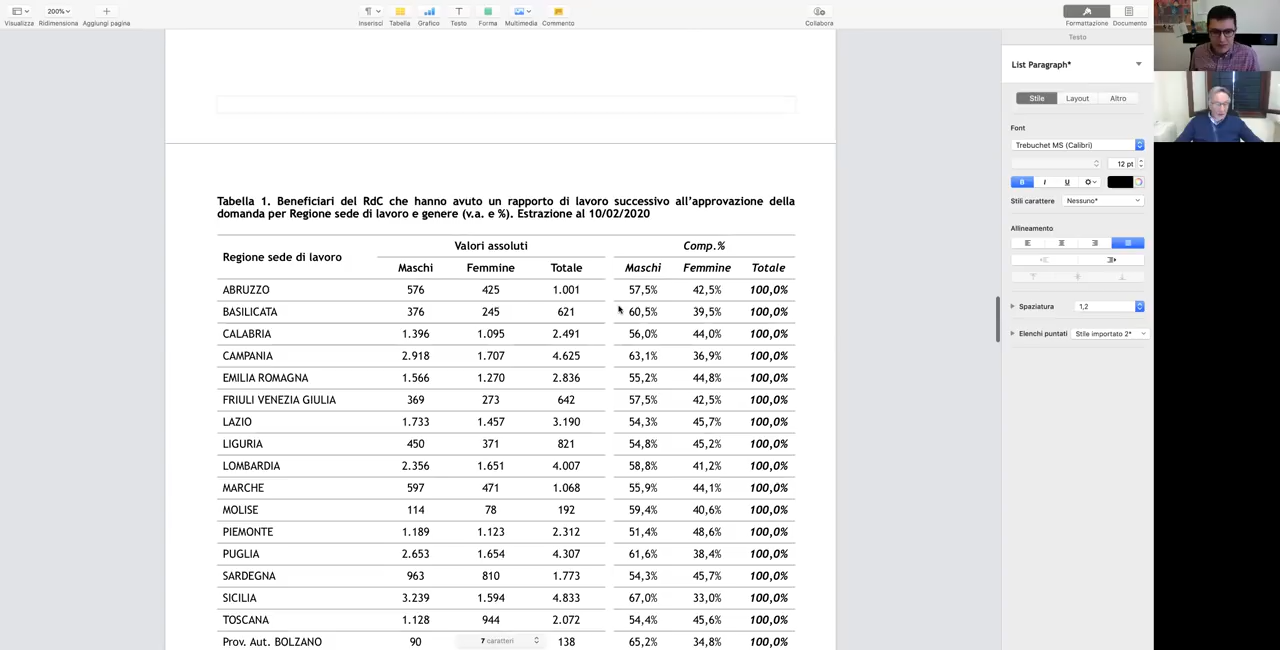 200%
Visualizza Ridimensiona Aggiungi pagina
Inserisci Tabella Grafico Testo Forma Multimedia Commento
Collabora
Formattazione Documento
Testo
List Paragraph*
Stile Layout Altro
Font
Trebuchet MS (Calibri)
12 pt
B I U
Stili carattere Nessuno*
Allineamento
Spaziatura 1,2
Elenchi puntati Stile importato 2*
Tabella 1. Beneficiari del RdC che hanno avuto un rapporto di lavoro successivo all'approvazione della
domanda per Regione sede di lavoro e genere (v.a. e %). Estrazione al 10/02/2020
Regione sede di lavoro Valori assoluti Comp.%
Maschi Femmine Totale Maschi Femmine Totale
ABRUZZO 576 425 1.001 57,5% 42,5% 100,0%
BASILICATA 376 245 621 60,5% 39,5% 100,0%
CALABRIA 1.396 1.095 2.491 56,0% 44,0% 100,0%
CAMPANIA 2.918 1.707 4.625 63,1% 36,9% 100,0%
EMILIA ROMAGNA 1.566 1.270 2.836 55,2% 44,8% 100,0%
FRIULI VENEZIA GIULIA 369 273 642 57,5% 42,5% 100,0%
LAZIO 1.733 1.457 3.190 54,3% 45,7% 100,0%
LIGURIA 450 371 821 54,8% 45,2% 100,0%
LOMBARDIA 2.356 1.651 4.007 58,8% 41,2% 100,0%
MARCHE 597 471 1.068 55,9% 44,1% 100,0%
MOLISE 114 78 192 59,4% 40,6% 100,0%
PIEMONTE 1.189 1.123 2.312 51,4% 48,6% 100,0%
PUGLIA 2.653 1.654 4.307 61,6% 38,4% 100,0%
SARDEGNA 963 810 1.773 54,3% 45,7% 100,0%
SICILIA 3.239 1.594 4.833 67,0% 33,0% 100,0%
TOSCANA 1.128 944 2.072 54,4% 45,6% 100,0%
Prov. Aut. BOLZANO 90 138 65,2% 34,8% 100,0%
7 caratteri